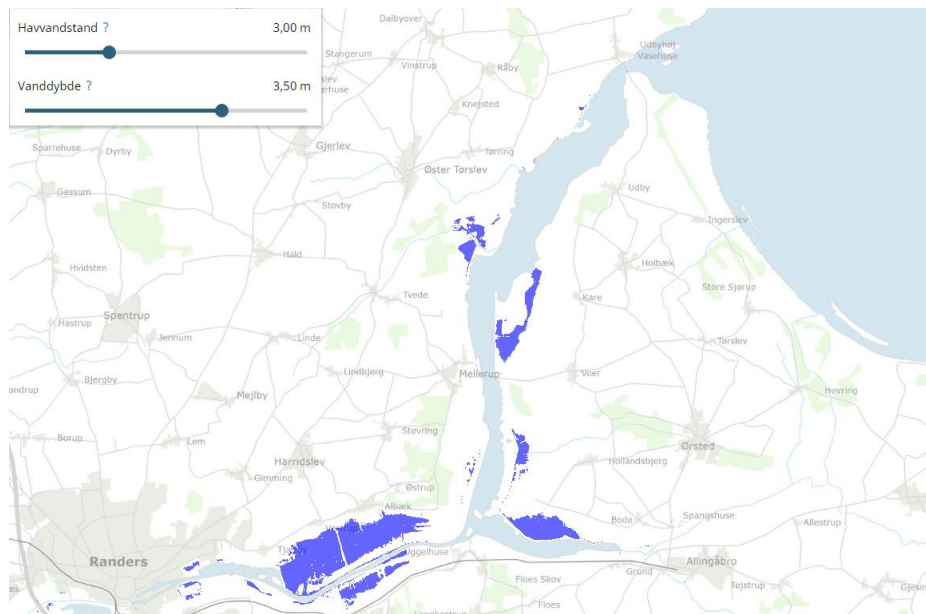 Havvandstand ? 3,00 m
Vanddybde ? 3,50 m
Dalbyover
Udbyhøj
Vasehuse
Stangerum
Vinstrup
Råby
Knejsted
Sparrehuse
Dyrby
Gjerlev
Tørring
Øster Tørslev
Gassum
Udby
Stovby
Ingerslev
Hald
Holbæk
Hvidsten
Store Sjørup
Tvede
Kare
Spentrup
Hastrup
Jennum
Linde
Tørslev
Lindbjerg
Mellerup
Voer
Bjergby
Hevring
Mejlby
Støvring
Borup
Lem
Ørsted
Harridslev
Hollandsbjerg
Gimming
Østrup
Albæk
Bode
Spangshuse
Allestrup
Randers
Uggelhuse
Allingåbro
Grund
Floes Skov
Tøjstrup
Floes